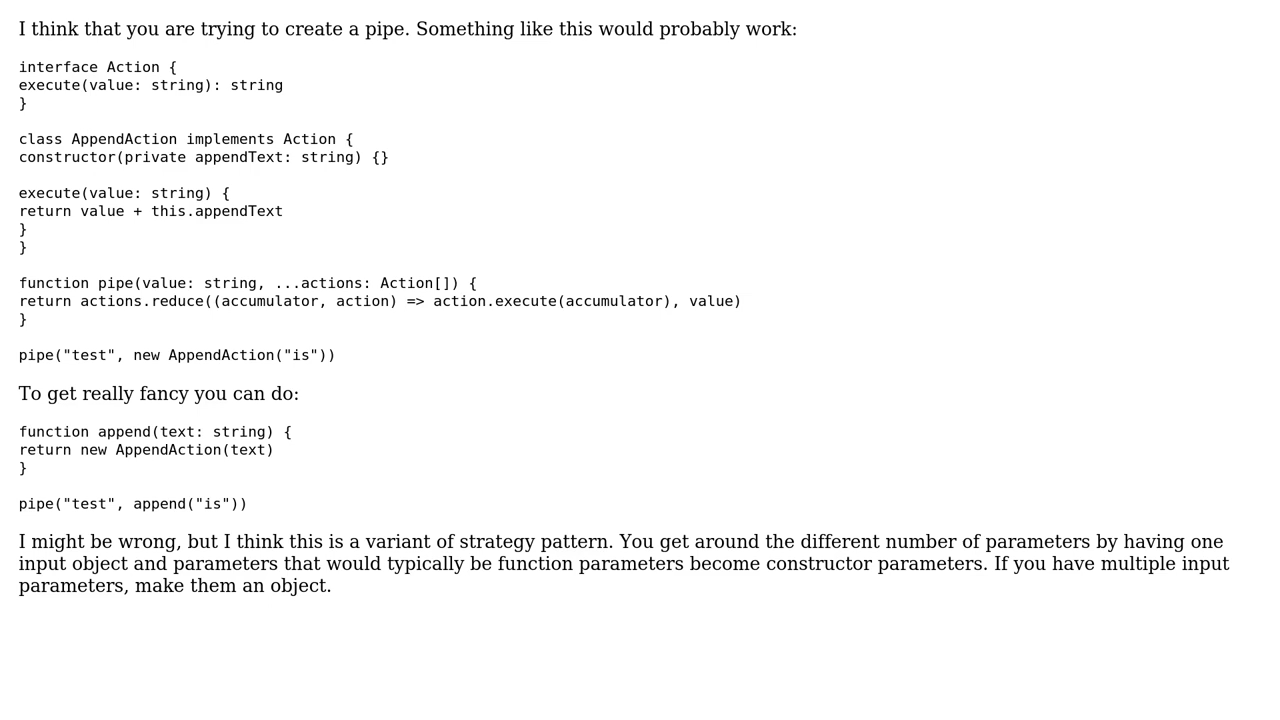 I think that you are trying to create a pipe. Something like this would probably work:
interface Action {
execute(value: string): string
}
class AppendAction implements Action {
constructor(private appendText: string) {}
execute(value: string) {
return value + this.appendText
}
}
function pipe(value: string, ...actions: Action[]) {
return actions.reduce((accumulator, action) => action.execute(accumulator), value)
}
pipe("test", new AppendAction("is"))
To get really fancy you can do:
function append(text: string) {
return new AppendAction(text)
}
pipe("test", append("is"))
I might be wrong, but I think this is a variant of strategy pattern. You get around the different number of parameters by having one
input object and parameters that would typically be function parameters become constructor parameters. If you have multiple input
parameters, make them an object.